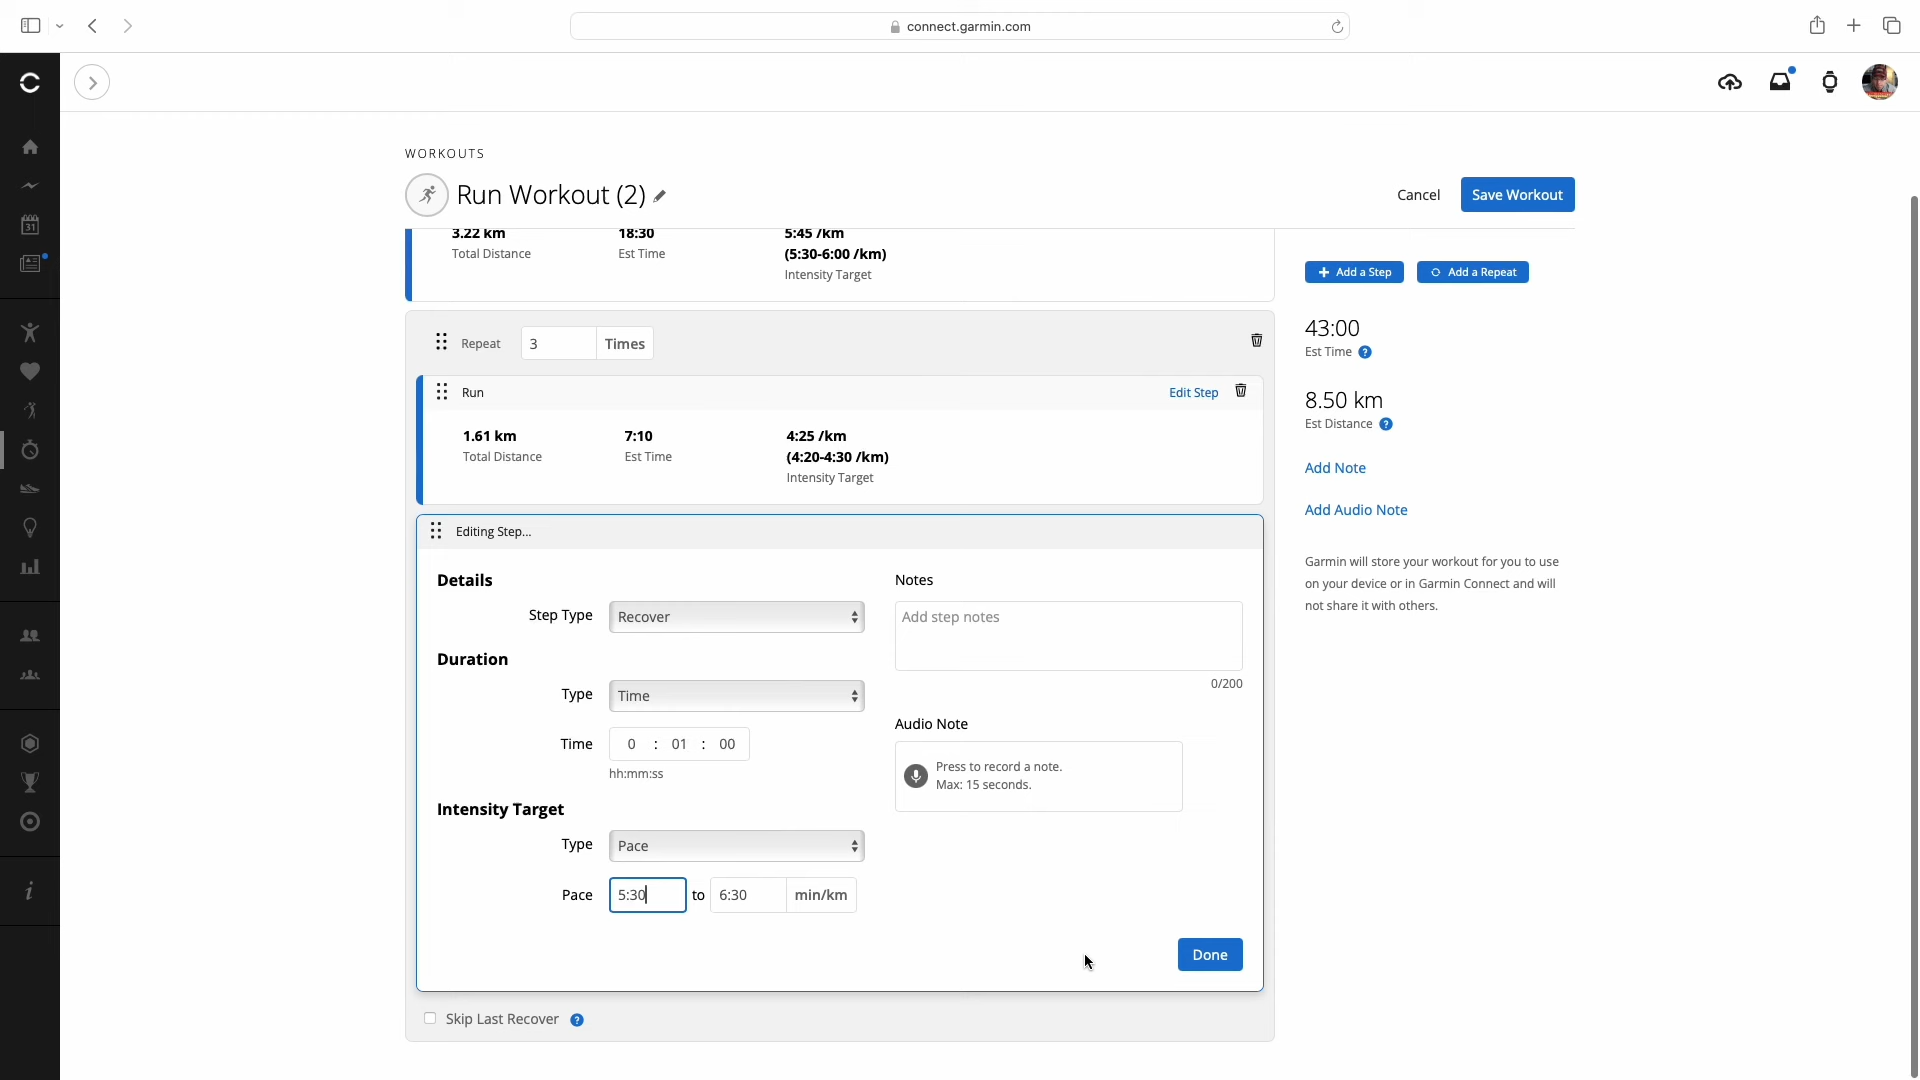 connect.garmin.com
WORKOUTS
Run Workout (2)
Cancel
Save Workout
3.22 km
18:30
5:45 /km
Total Distance
Est Time
(5:30-6:00 /km)
Intensity Target
Add a Step
Add a Repeat
43:00
Est Time ?
8.50 km
Est Distance ?
Add Note
Add Audio Note
Garmin will store your workout for you to use
on your device or in Garmin Connect and will
not share it with others.
Repeat
3
Times
Run
Edit Step
1.61 km
7:10
4:25 /km
Total Distance
Est Time
(4:20-4:30 /km)
Intensity Target
Editing Step...
Details
Step Type
Recover
Duration
Type
Time
Time
0 : 01 : 00
hh:mm:ss
Intensity Target
Type
Pace
Pace
5:30
to
6:30
min/km
Notes
Add step notes
0/200
Audio Note
Press to record a note.
Max: 15 seconds.
Done
Skip Last Recover ?
31
i